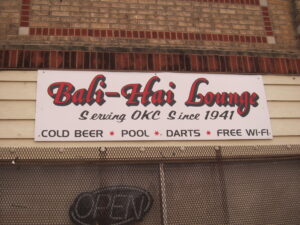 Bali-Hai Lounge
Serving OKC Since 1941
COLD BEER * POOL * DARTS * FREE WI-FI
OPEN